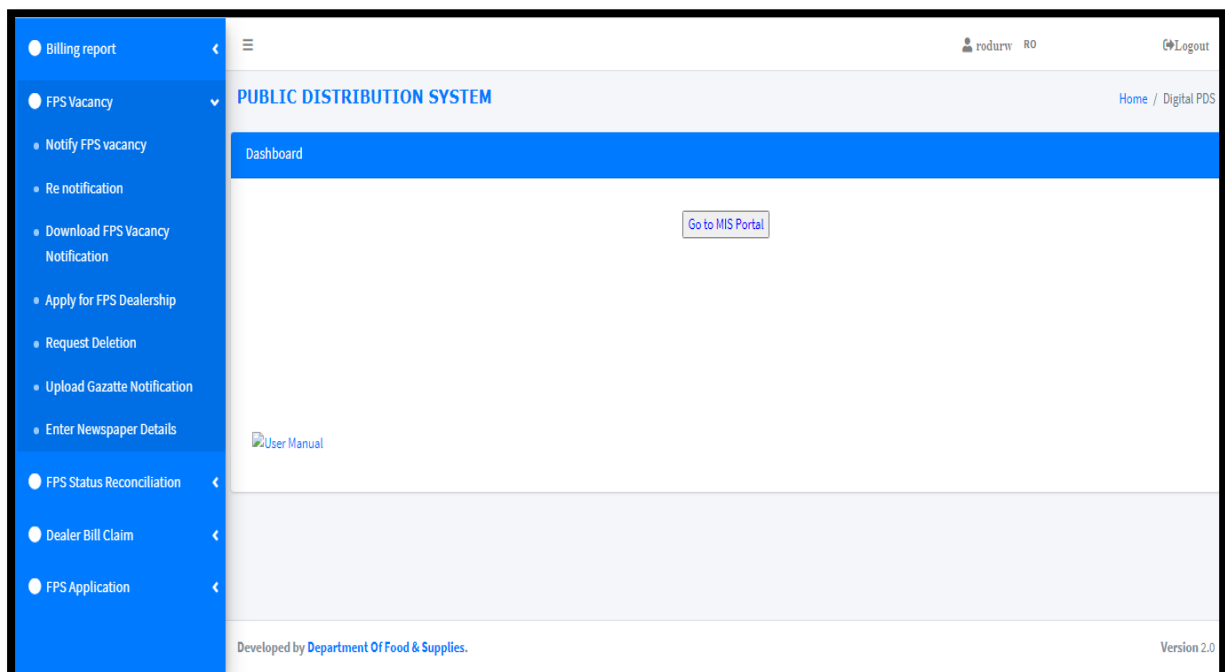 Billing report
FPS Vacancy
Notify FPS vacancy
Re notification
Download FPS Vacancy
Notification
Apply for FPS Dealership
Request Deletion
Upload Gazatte Notification
Enter Newspaper Details
FPS Status Reconciliation
Dealer Bill Claim
FPS Application
rodurw RO Logout
PUBLIC DISTRIBUTION SYSTEM
Home / Digital PDS
Dashboard
Go to MIS Portal
User Manual
Developed by Department Of Food & Supplies.
Version 2.0